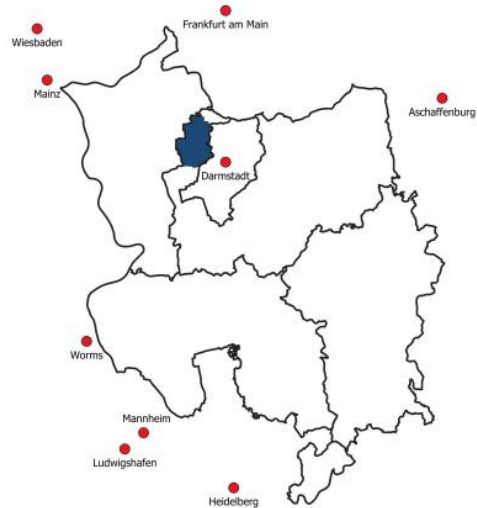 Frankfurt am Main
Wiesbaden
Mainz
Aschaffenburg
Darmstadt
Worms
Mannheim
Ludwigshafen
Heidelberg